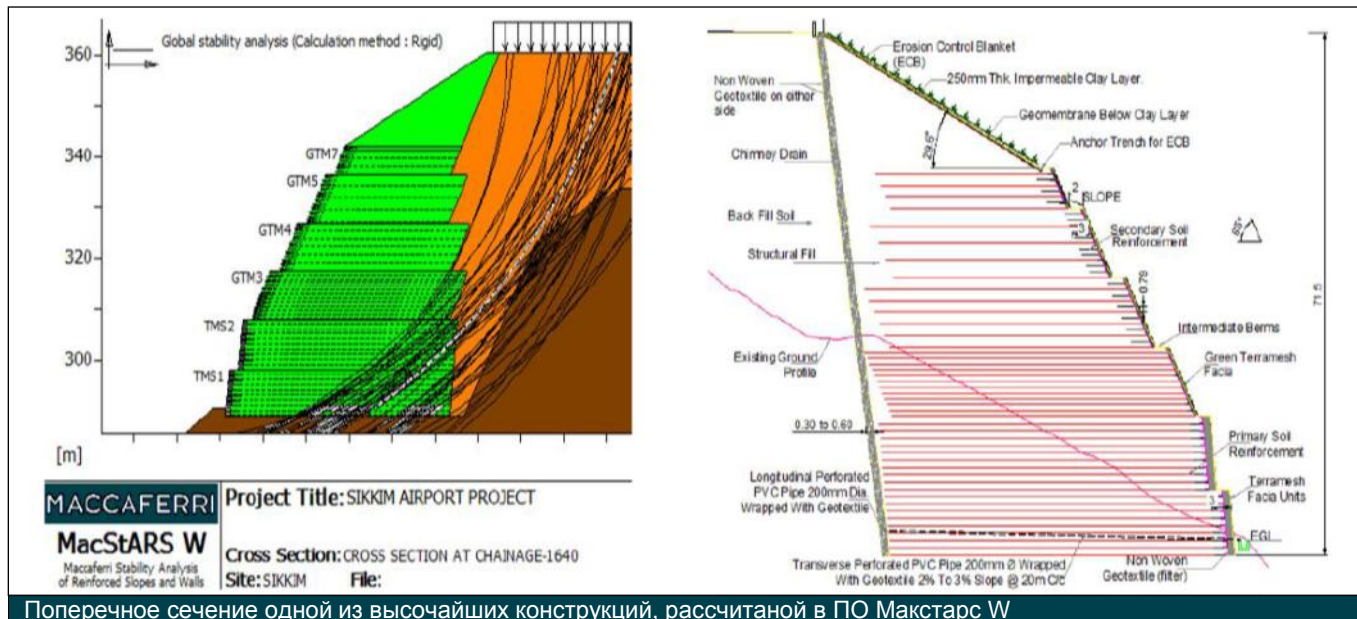 Global stability analysis (Calculation method : Rigid)
360
340
320
300
[m]
GTM7
GTM5
GTM4
GTM3
TMS2
TMS1
MACCAFERRI
MacStARS W
Maccaferri Stability Analysis
of Reinforced Slopes and Walls
Project Title: SIKKIM AIRPORT PROJECT
Cross Section: CROSS SECTION AT CHAINAGE-1640
Site: SIKKIM File:
Erosion Control Blanket
(ECB)
250mm Thk. Impermeable Clay Layer.
Geomembrane Below Clay Layer
Anchor Trench for ECB
Non Woven
Geotextile on either
side
Chimney Drain
29.6°
2
SLOPE
3
Back Fill Soil
Structural Fill
Secondary Soil
Reinforcement
0.79
71.5
Intermediate Berms
Existing Ground
Profile
Green Terramesh
Facia
0.30 to 0.60
Primary Soil
Reinforcement
Longitudinal Perforated
PVC Pipe 200mm Dia.
Wrapped With Geotextile
Terramesh
Facia Units
3
EGL
Transverse Perforated PVC Pipe 200mm Ø Wrapped
With Geotextile 2% To 3% Slope @ 20m C/c
Non Woven
Geotextile (filter)
Поперечное сечение одной из высочайших конструкций, рассчитаной в ПО Макстарс W